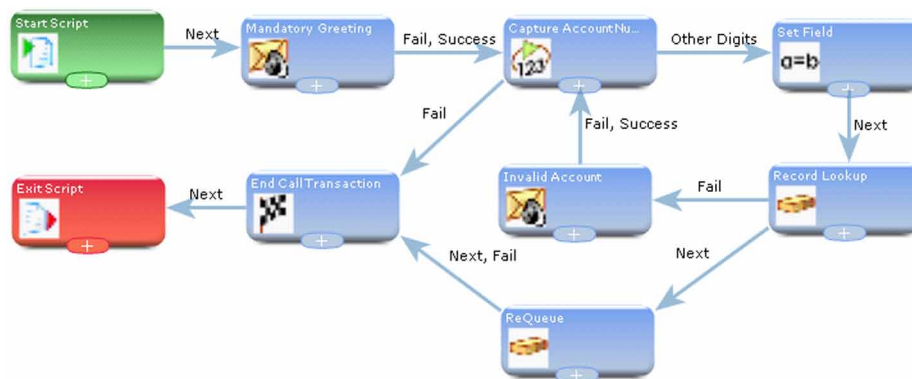 Start Script
Next
Mandatory Greeting
Fail, Success
Capture AccountNu...
123
Other Digits
Set Field
a=b
Fail
Fail, Success
Next
Exit Script
Next
End CallTransaction
Invalid Account
Fail
Record Lookup
Next, Fail
Next
ReQueue